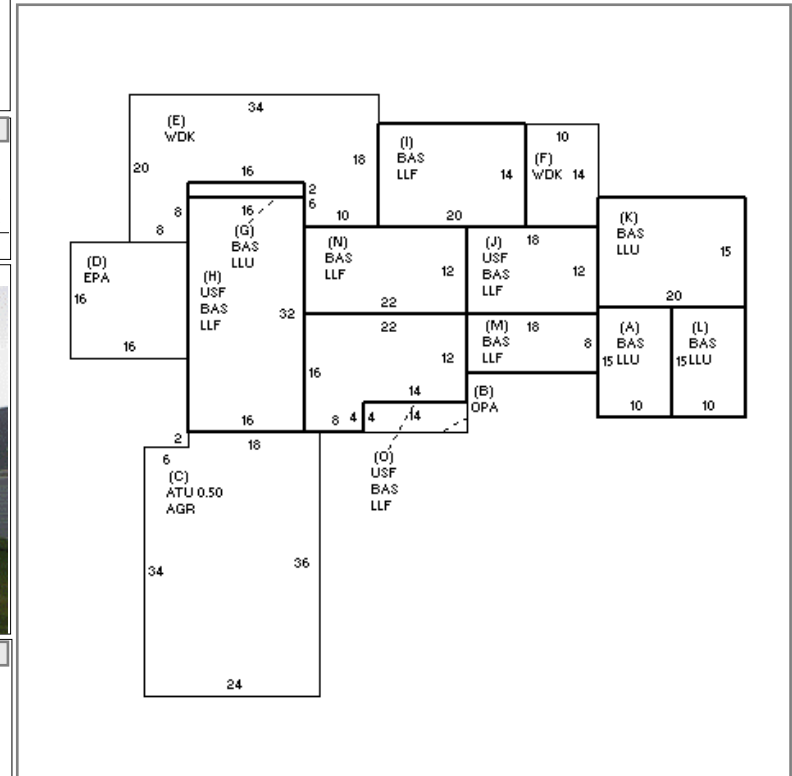 34
(E)
WDK
20
18
16
8
8
2
6
10
16
(G)
BAS
LLU
(I)
BAS
LLF
14
20
10
(F)
WDK 14
(K)
BAS
LLU
15
20
(D)
EPA
16
16
(H)
USF
BAS
LLF
32
16
(N)
BAS
LLF
12
22
(J)
USF
BAS
LLF
18
12
22
12
16
14
8
4
4
14
(M)
BAS
LLF
18
8
(B)
OPA
(A)
BAS
15 LLU
10
(L)
BAS
15 LLU
10
(O)
USF
BAS
LLF
2
6
18
(C)
ATU 0.50
AGR
34
36
24